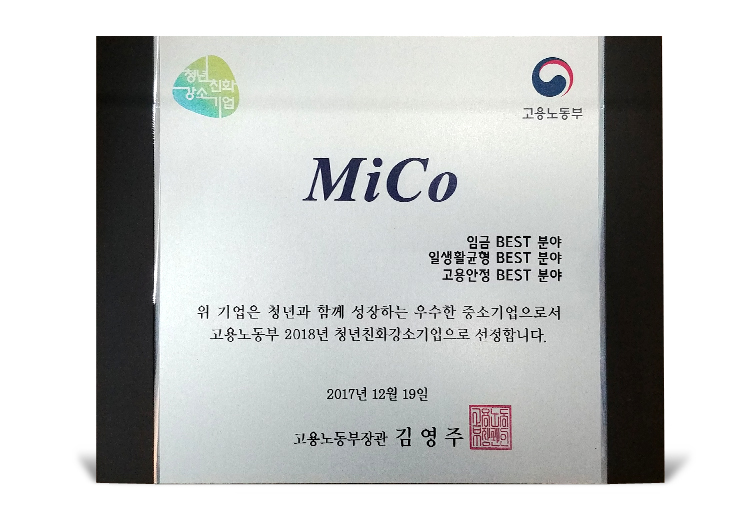 청년친화
강소기업
고용노동부
MiCo
임금 BEST 분야
일생활균형 BEST 분야
고용안정 BEST 분야
위 기업은 청년과 함께 성장하는 우수한 중소기업으로서
고용노동부 2018년 청년친화강소기업으로 선정합니다.
2017년 12월 19일
고용노동부장관 김영주